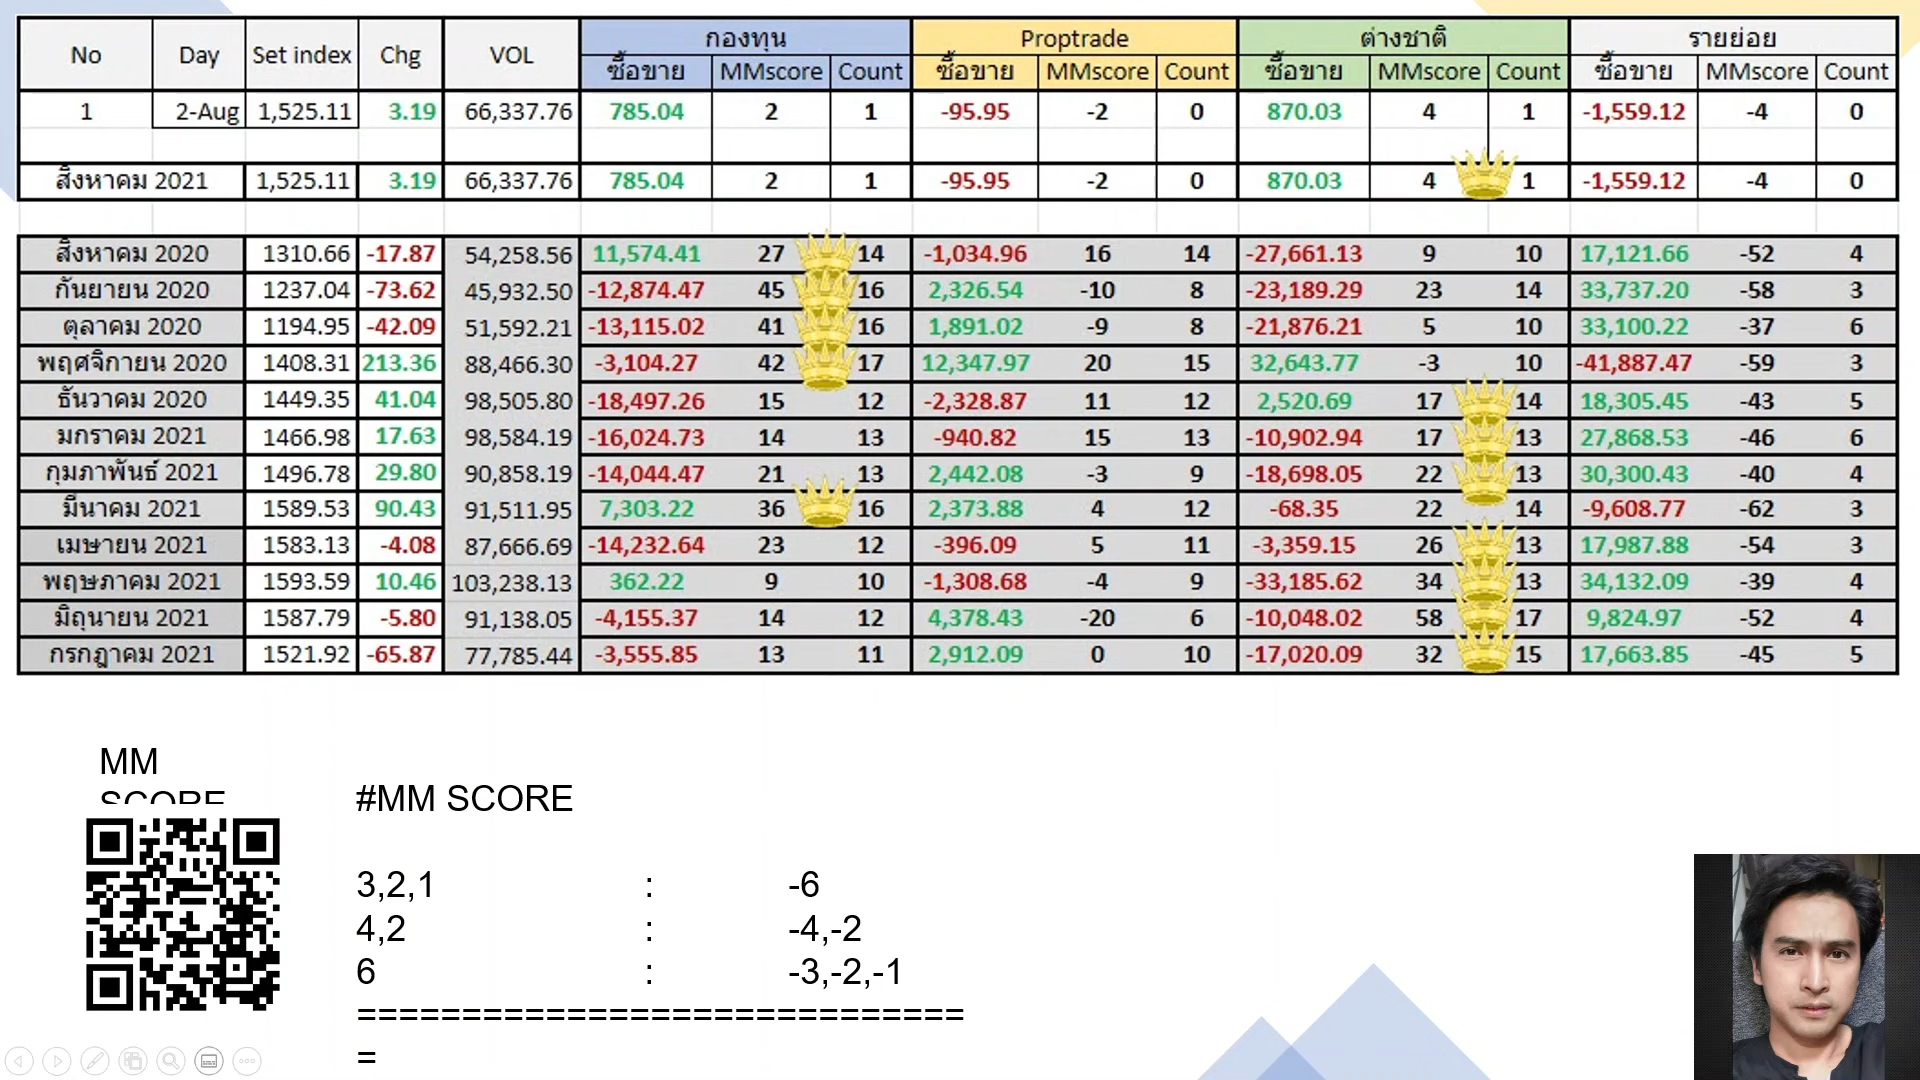 No Day Set index Chg VOL กองทุน Proptrade ต่างชาติ รายย่อย
ซื้อขาย MMscore Count ซื้อขาย MMscore Count ซื้อขาย MMscore Count ซื้อขาย MMscore Count
1 2-Aug 1,525.11 3.19 66,337.76 785.04 2 1 -95.95 -2 0 870.03 4 1 -1,559.12 -4 0
สิงหาคม 2021 1,525.11 3.19 66,337.76 785.04 2 1 -95.95 -2 0 870.03 4 1 -1,559.12 -4 0
สิงหาคม 2020 1310.66 -17.87 54,258.56 11,574.41 27 14 -1,034.96 16 14 -27,661.13 9 10 17,121.66 -52 4
กันยายน 2020 1237.04 -73.62 45,932.50 -12,874.47 45 16 2,326.54 -10 8 -23,189.29 23 14 33,737.20 -58 3
ตุลาคม 2020 1194.95 -42.09 51,592.21 -13,115.02 41 16 1,891.02 -9 8 -21,876.21 5 10 33,100.22 -37 6
พฤศจิกายน 2020 1408.31 213.36 88,466.30 -3,104.27 42 17 12,347.97 20 15 32,643.77 -3 10 -41,887.47 -59 3
ธันวาคม 2020 1449.35 41.04 98,505.80 -18,497.26 15 12 -2,328.87 11 12 2,520.69 17 14 18,305.45 -43 5
มกราคม 2021 1466.98 17.63 98,584.19 -16,024.73 14 13 -940.82 15 13 -10,902.94 17 13 27,868.53 -46 6
กุมภาพันธ์ 2021 1496.78 29.80 90,858.19 -14,044.47 21 13 2,442.08 -3 9 -18,698.05 22 13 30,300.43 -40 4
มีนาคม 2021 1589.53 90.43 91,511.95 7,303.22 36 16 2,373.88 4 12 -68.35 22 14 -9,608.77 -62 3
เมษายน 2021 1583.13 -4.08 87,666.69 -14,232.64 23 12 -396.09 5 11 -3,359.15 26 13 17,987.88 -54 3
พฤษภาคม 2021 1593.59 10.46 103,238.13 362.22 9 10 -1,308.68 -4 9 -33,185.62 34 13 34,132.09 -39 4
มิถุนายน 2021 1587.79 -5.80 91,138.05 -4,155.37 14 12 4,378.43 -20 6 -10,048.02 58 17 9,824.97 -52 4
กรกฎาคม 2021 1521.92 -65.87 77,785.44 -3,555.85 13 11 2,912.09 0 10 -17,020.09 32 15 17,663.85 -45 5
MM
SCORE
#MM SCORE
3,2,1 : -6
4,2 : -4,-2
6 : -3,-2,-1
=============================
=